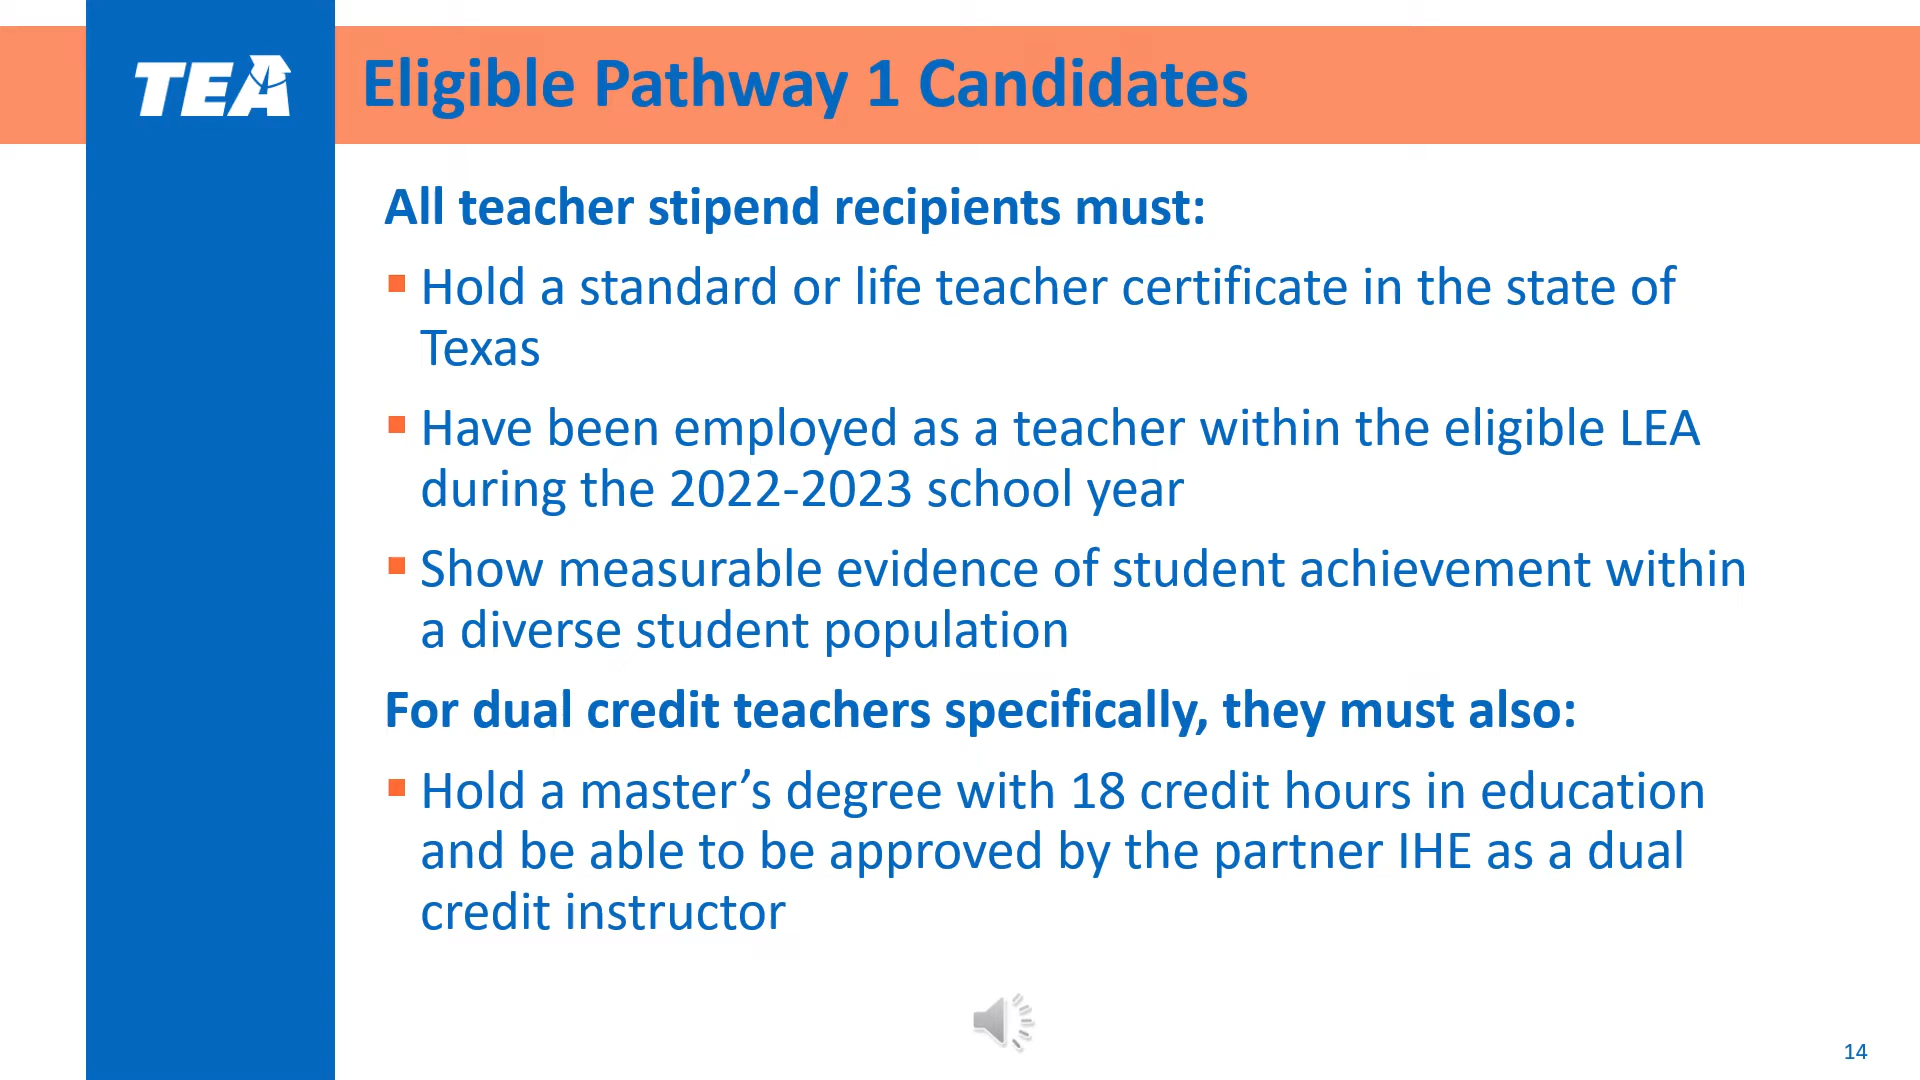 TEA
Eligible Pathway 1 Candidates
All teacher stipend recipients must:
Hold a standard or life teacher certificate in the state of
Texas
Have been employed as a teacher within the eligible LEA
during the 2022-2023 school year
Show measurable evidence of student achievement within
a diverse student population
For dual credit teachers specifically, they must also:
Hold a master’s degree with 18 credit hours in education
and be able to be approved by the partner IHE as a dual
credit instructor
14